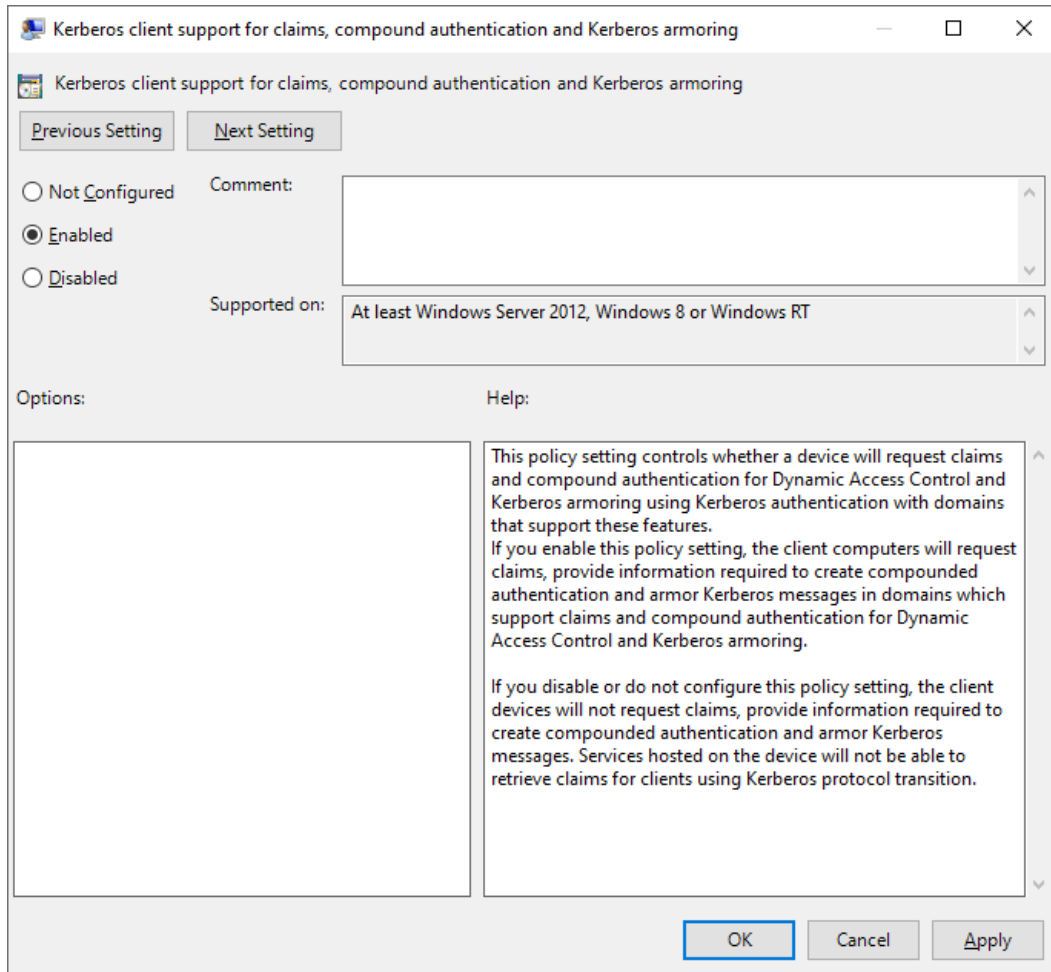 Kerberos client support for claims, compound authentication and Kerberos armoring
Kerberos client support for claims, compound authentication and Kerberos armoring
Previous Setting
Next Setting
Not Configured
Enabled
Disabled
Comment:
Supported on:
At least Windows Server 2012, Windows 8 or Windows RT
Options:
Help:
This policy setting controls whether a device will request claims
and compound authentication for Dynamic Access Control and
Kerberos armoring using Kerberos authentication with domains
that support these features.
If you enable this policy setting, the client computers will request
claims, provide information required to create compounded
authentication and armor Kerberos messages in domains which
support claims and compound authentication for Dynamic
Access Control and Kerberos armoring.
If you disable or do not configure this policy setting, the client
devices will not request claims, provide information required to
create compounded authentication and armor Kerberos
messages. Services hosted on the device will not be able to
retrieve claims for clients using Kerberos protocol transition.
OK
Cancel
Apply